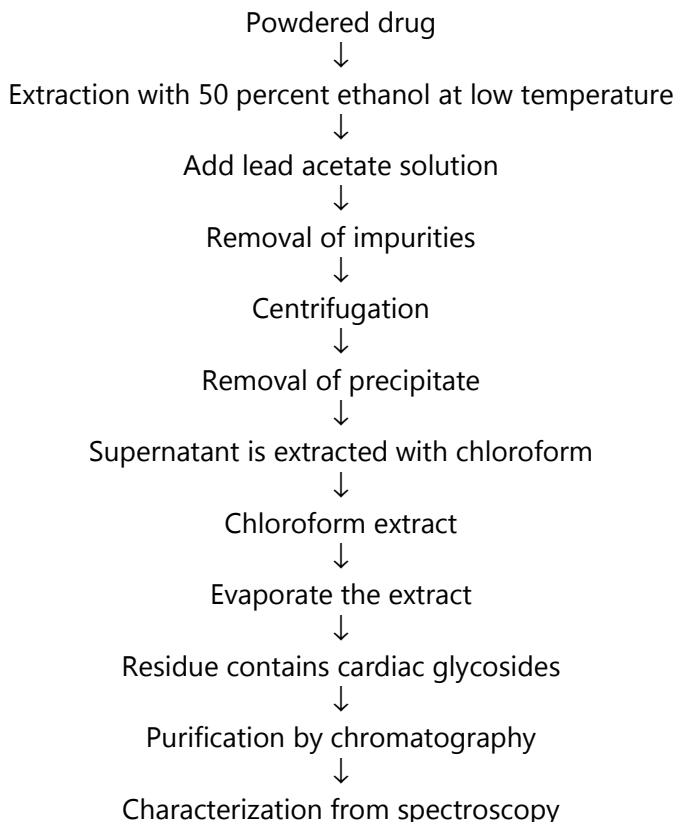 Powdered drug
↓
Extraction with 50 percent ethanol at low temperature
↓
Add lead acetate solution
↓
Removal of impurities
↓
Centrifugation
↓
Removal of precipitate
↓
Supernatant is extracted with chloroform
↓
Chloroform extract
↓
Evaporate the extract
↓
Residue contains cardiac glycosides
↓
Purification by chromatography
↓
Characterization from spectroscopy